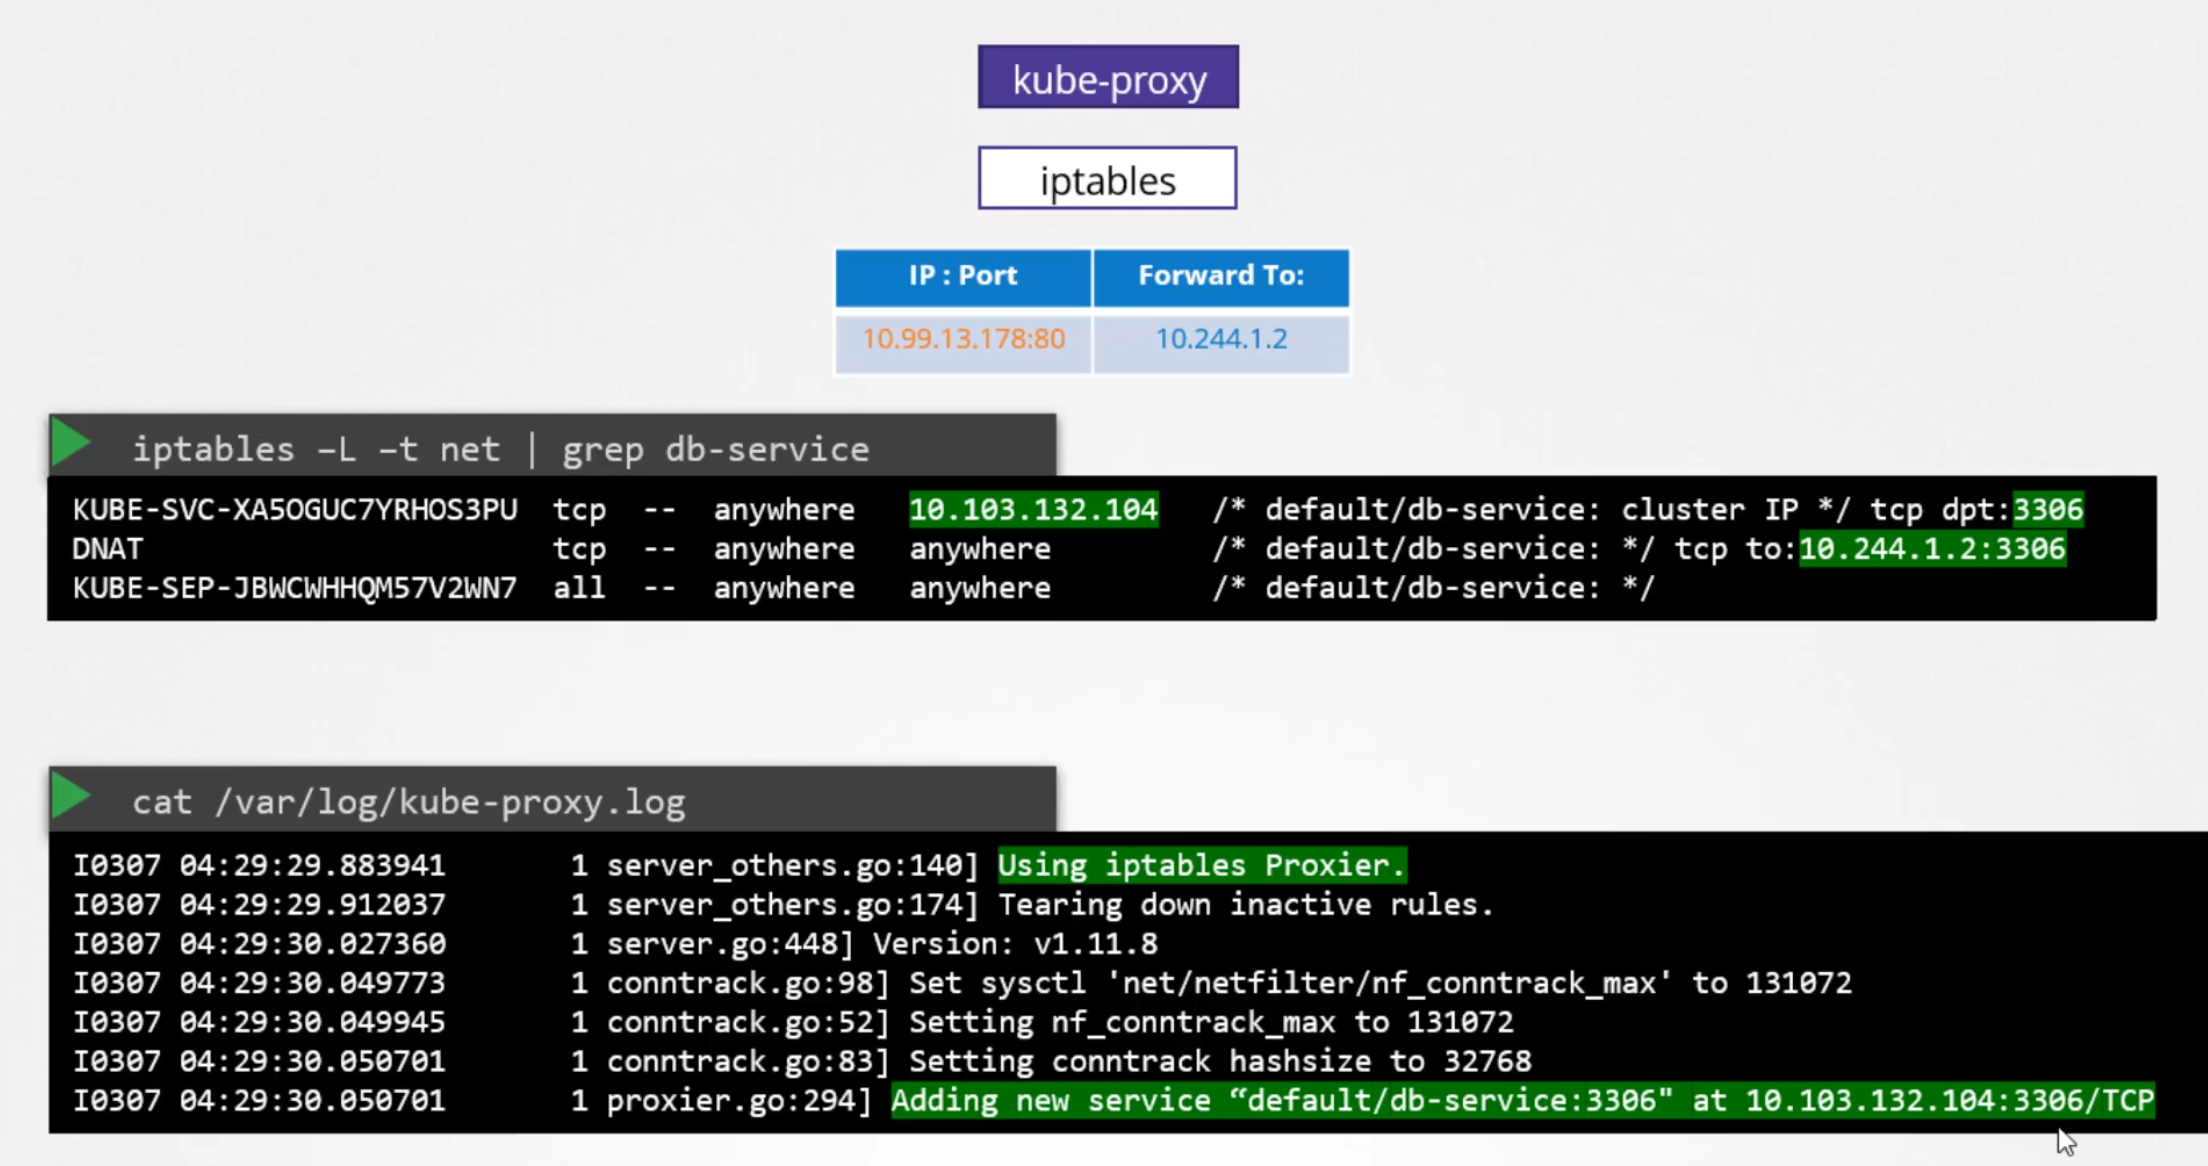 kube-proxy
iptables
IP : Port Forward To:
10.99.13.178:80 10.244.1.2
iptables –L –t net | grep db-service
KUBE-SVC-XA5OGUC7YRHOS3PU tcp -- anywhere 10.103.132.104 /* default/db-service: cluster IP */ tcp dpt:3306
DNAT tcp -- anywhere anywhere /* default/db-service: */ tcp to:10.244.1.2:3306
KUBE-SEP-JBWCWHHQM57V2WN7 all -- anywhere anywhere /* default/db-service: */
cat /var/log/kube-proxy.log
I0307 04:29:29.883941 1 server_others.go:140] Using iptables Proxier.
I0307 04:29:29.912037 1 server_others.go:174] Tearing down inactive rules.
I0307 04:29:30.027360 1 server.go:448] Version: v1.11.8
I0307 04:29:30.049773 1 conntrack.go:98] Set sysctl 'net/netfilter/nf_conntrack_max' to 131072
I0307 04:29:30.049945 1 conntrack.go:52] Setting nf_conntrack_max to 131072
I0307 04:29:30.050701 1 conntrack.go:83] Setting conntrack hashsize to 32768
I0307 04:29:30.050701 1 proxier.go:294] Adding new service “default/db-service:3306" at 10.103.132.104:3306/TCP